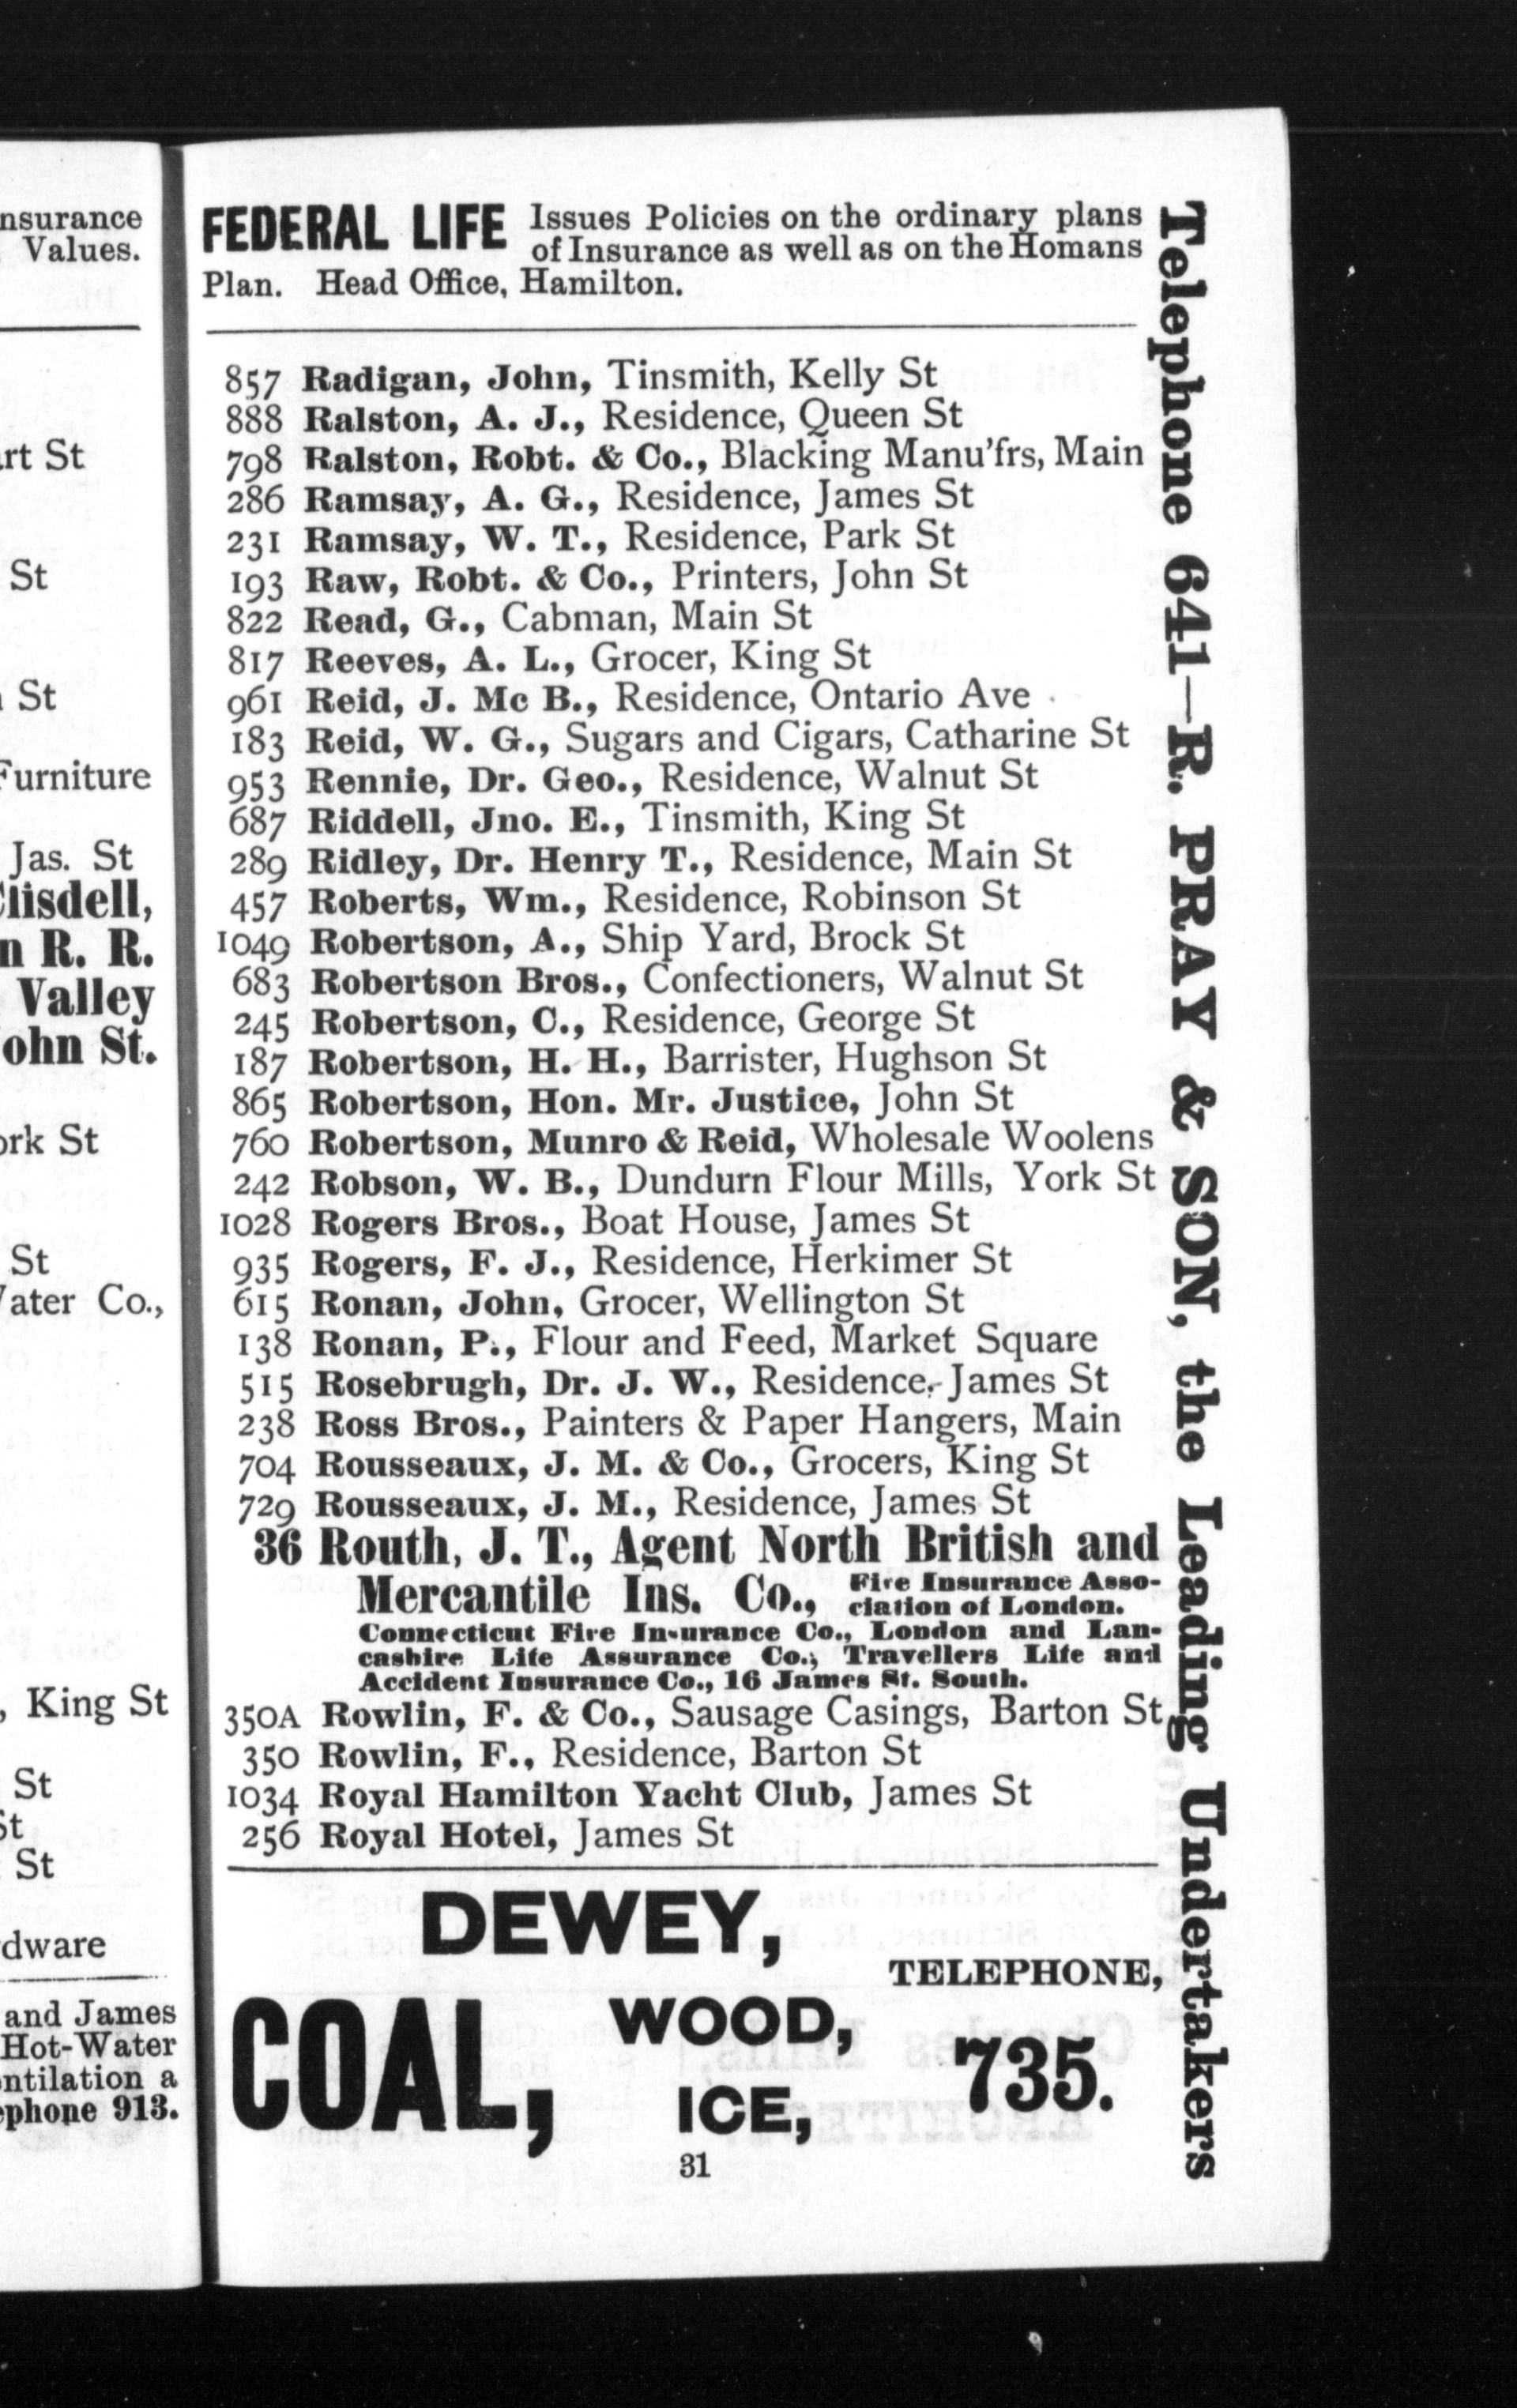 nsurance
Values.
rt St
St
St
Furniture
Jas. St
lisdell,
n R. R.
Valley
ohn St.
ork St
St
ater Co.,
, King St
St
St
St
dware
and James
Hot-Water
ntilation a
ephone 913.
FEDERAL LIFE Issues Policies on the ordinary plans
of Insurance as well as on the Homans
Plan. Head Office, Hamilton.
857 Radigan, John, Tinsmith, Kelly St
888 Ralston, A. J., Residence, Queen St
798 Ralston, Robt. & Co., Blacking Manu'frs, Main
286 Ramsay, A. G., Residence, James St
231 Ramsay, W. T., Residence, Park St
193 Raw, Robt. & Co., Printers, John St
822 Read, G., Cabman, Main St
817 Reeves, A. L., Grocer, King St
961 Reid, J. Mc B., Residence, Ontario Ave
183 Reid, W. G., Sugars and Cigars, Catharine St
953 Rennie, Dr. Geo., Residence, Walnut St
687 Riddell, Jno. E., Tinsmith, King St
289 Ridley, Dr. Henry T., Residence, Main St
457 Roberts, Wm., Residence, Robinson St
1049 Robertson, A., Ship Yard, Brock St
683 Robertson Bros., Confectioners, Walnut St
245 Robertson, C., Residence, George St
187 Robertson, H. H., Barrister, Hughson St
865 Robertson, Hon. Mr. Justice, John St
760 Robertson, Munro & Reid, Wholesale Woolens
242 Robson, W. B., Dundurn Flour Mills, York St
1028 Rogers Bros., Boat House, James St
935 Rogers, F. J., Residence, Herkimer St
615 Ronan, John, Grocer, Wellington St
138 Ronan, P., Flour and Feed, Market Square
515 Rosebrugh, Dr. J. W., Residence, James St
238 Ross Bros., Painters & Paper Hangers, Main
704 Rousseaux, J. M. & Co., Grocers, King St
729 Rousseaux, J. M., Residence, James St
36 Routh, J. T., Agent North British and
Mercantile Ins. Co., Fire Insurance Asso-
ciation of London.
Connecticut Fire Insurance Co., London and Lan-
cashire Life Assurance Co., Travellers Life and
Accident Insurance Co., 16 James St. South.
350A Rowlin, F. & Co., Sausage Casings, Barton St
350 Rowlin, F., Residence, Barton St
1034 Royal Hamilton Yacht Club, James St
256 Royal Hotel, James St
DEWEY,
TELEPHONE,
COAL, WOOD,
ICE,
735.
31
Telephone 641—R. PRAY & SON, the Leading Undertakers